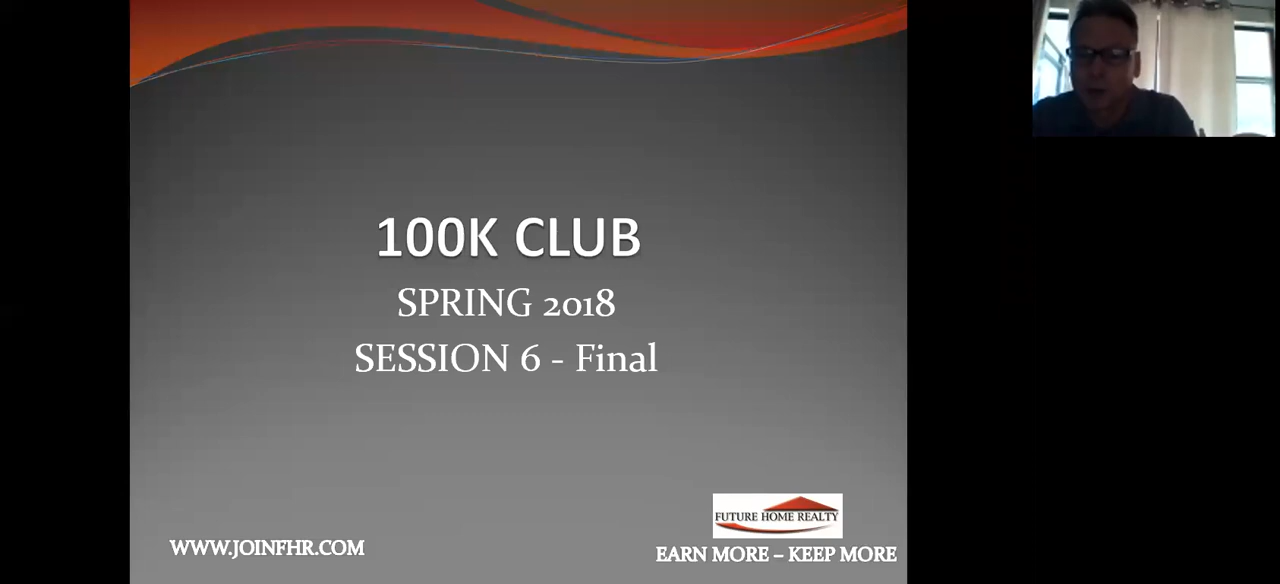 100K CLUB
SPRING 2018
SESSION 6 - Final
FUTURE HOME REALTY
WWW.JOINFHR.COM
EARN MORE – KEEP MORE